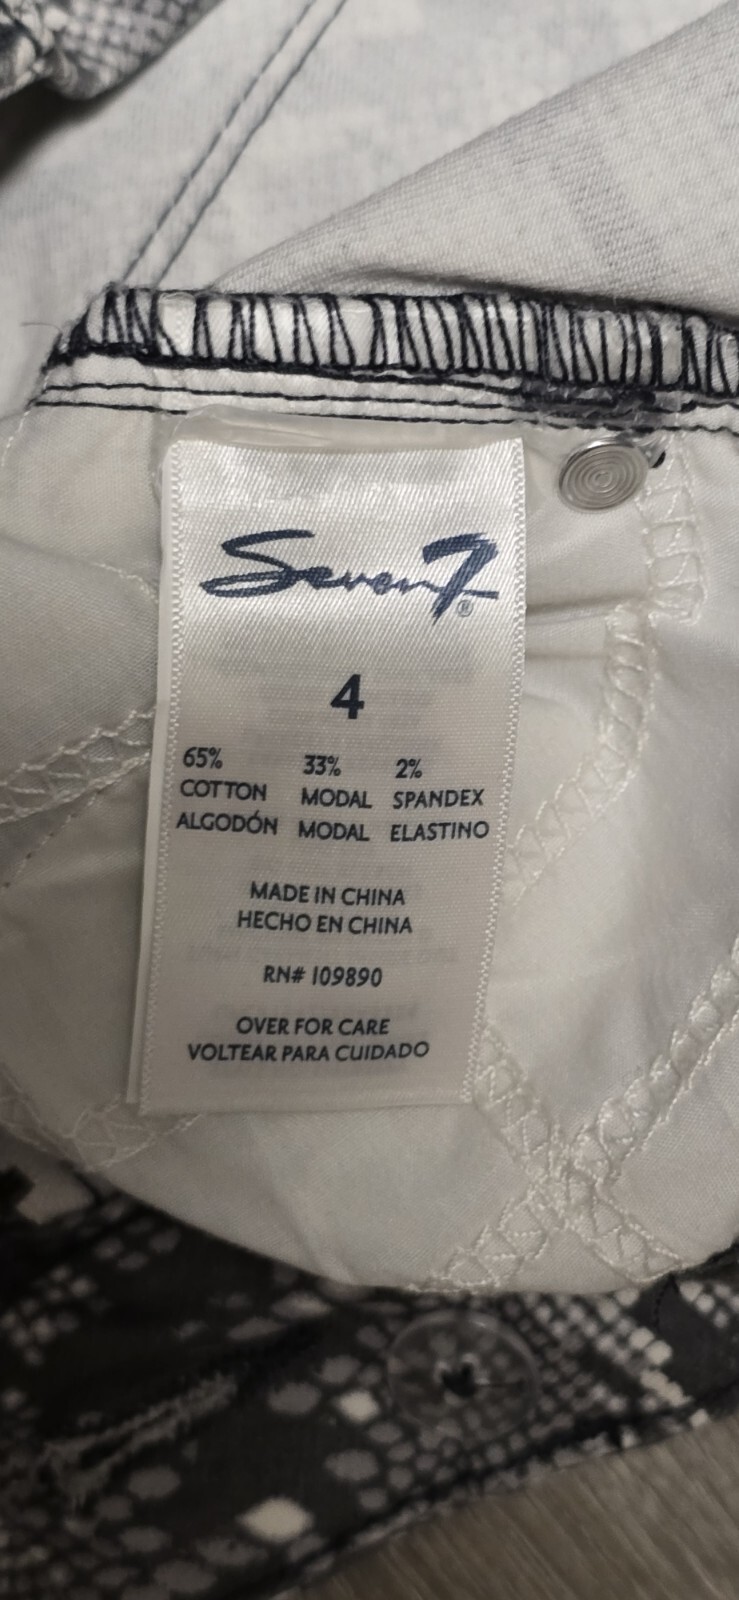 Seven7®
4
65% 33% 2%
COTTON MODAL SPANDEX
ALGODÓN MODAL ELASTINO
MADE IN CHINA
HECHO EN CHINA
RN# 109890
OVER FOR CARE
VOLTEAR PARA CUIDADO